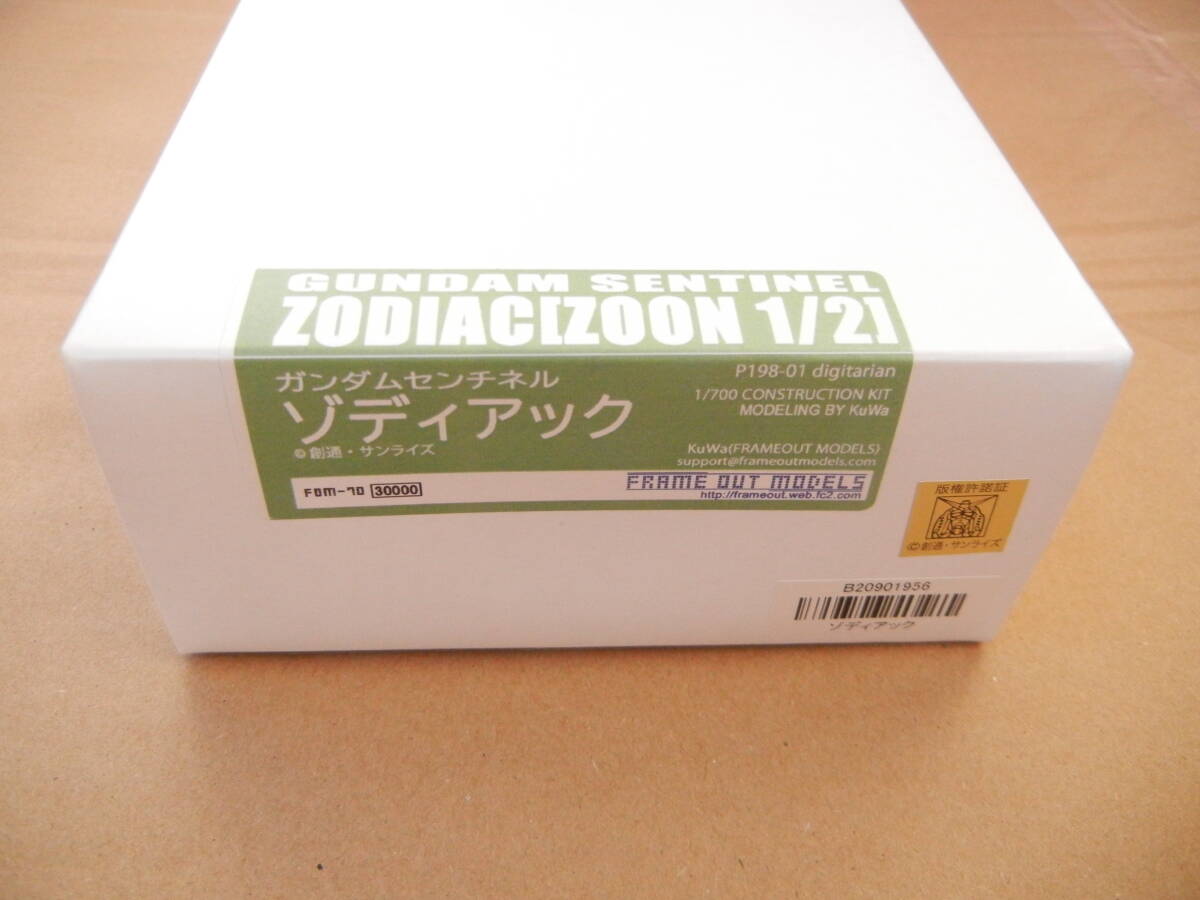 GUNDAM SENTINEL
ZODIAC[ZOON 1/2]
ガンダムセンチネル
ゾディアック
©創通・サンライズ
P198-01 digitarian
1/700 CONSTRUCTION KIT
MODELING BY KuWa
KuWa(FRAMEOUT MODELS)
support@frameoutmodels.com
FOM-70 30000
FRAME OUT MODELS
http://frameout.web.fc2.com
版権許諾証
©創通・サンライズ
B20901956
ゾディアック